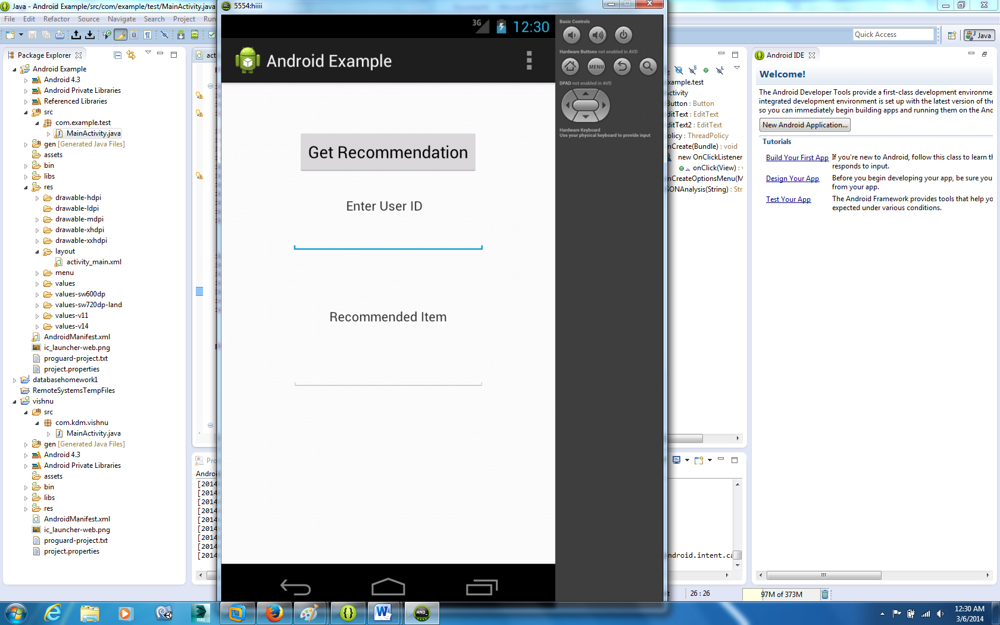 Java - Android Example/src/com/example/test/MainActivity.java
File Edit Refactor Source Navigate Search Project Run
Quick Access
Java
Package Explorer
Android Example
Android 4.3
Android Private Libraries
Referenced Libraries
src
com.example.test
MainActivity.java
gen [Generated Java Files]
assets
bin
libs
res
drawable-hdpi
drawable-ldpi
drawable-mdpi
drawable-xhdpi
drawable-xxhdpi
layout
activity_main.xml
menu
values
values-sw600dp
values-sw720dp-land
values-v11
values-v14
AndroidManifest.xml
ic_launcher-web.png
proguard-project.txt
project.properties
databasehomework1
RemoteSystemsTempFiles
vishnu
src
com.kdm.vishnu
MainActivity.java
gen [Generated Java Files]
Android 4.3
Android Private Libraries
assets
bin
libs
res
AndroidManifest.xml
ic_launcher-web.png
proguard-project.txt
project.properties
act
Pro
Androi
[2014
[2014
[2014
[2014
[2014
[2014
[2014
[2014
[2014
5554:hiiii
3G 12:30
Android Example
Get Recommendation
Enter User ID
Recommended Item
Basic Controls
Hardware Buttons not enabled in AVD
MENU
DPAD not enabled in AVD
Hardware Keyboard
Use your physical keyboard to provide input
xample.test
Activity
Button : Button
ditText : EditText
ditText2 : EditText
olicy : ThreadPolicy
nCreate(Bundle) : void
new OnClickListener
onClick(View) : v
nCreateOptionsMenu(M
SONAnalysis(String) : Str
ndroid.intent.ca
t 26 : 26
97M of 373M
Android IDE
Welcome!
The Android Developer Tools provide a first-class development environme
integrated development environment is set up with the latest version of the
so you can immediately begin building apps and running them on the Anc
New Android Application...
Tutorials
Build Your First App If you're new to Android, follow this class to learn th
responds to input.
Design Your App Before you begin developing your app, be sure you
from your app.
Test Your App The Android Framework provides tools that help yo
expected under various conditions.
MAX
AND_
12:30 AM
3/6/2014